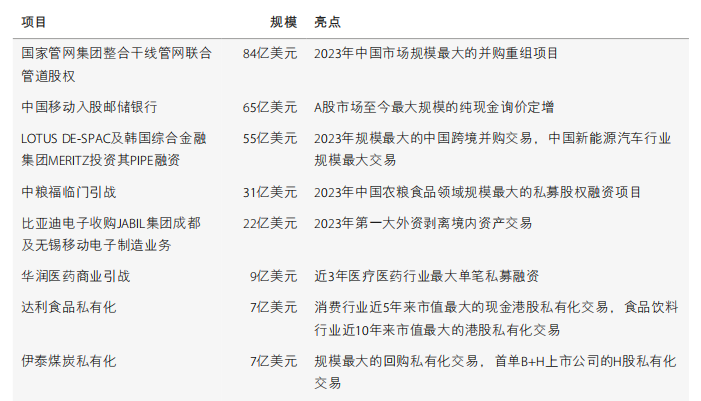 项目 规模 亮点
国家管网集团整合干线管网联合 84亿美元 2023年中国市场规模最大的并购重组项目
管道股权
中国移动入股邮储银行 65亿美元 A股市场至今最大规模的纯现金询价定增
LOTUS DE-SPAC及韩国综合金融 55亿美元 2023年规模最大的中国跨境并购交易，中国新能源汽车行业
集团MERITZ投资其PIPE融资 规模最大交易
中粮福临门引战 31亿美元 2023年中国农粮食品领域规模最大的私募股权融资项目
比亚迪电子收购JABIL集团成都 22亿美元 2023年第一大外资剥离境内资产交易
及无锡移动电子制造业务
华润医药商业引战 9亿美元 近3年医疗医药行业最大单笔私募融资
达利食品私有化 7亿美元 消费行业近5年来市值最大的现金港股私有化交易，食品饮料
行业近10年来市值最大的港股私有化交易
伊泰煤炭私有化 7亿美元 规模最大的回购私有化交易，首单B+H上市公司的H股私有化
交易